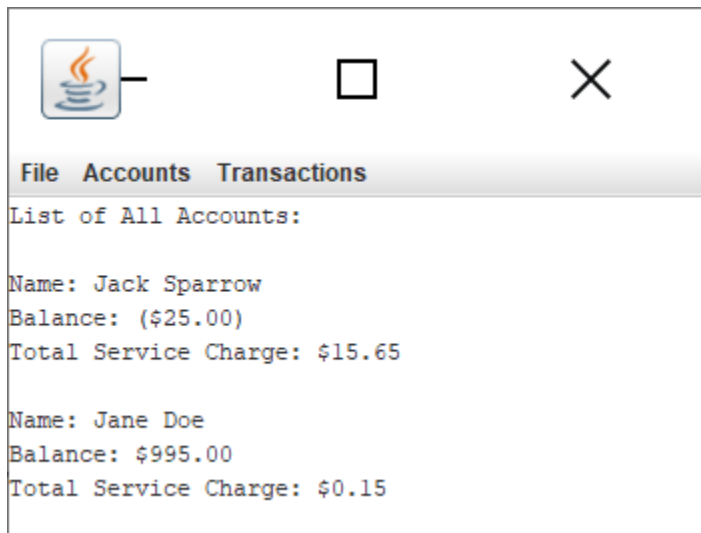 File Accounts Transactions
List of All Accounts:
Name: Jack Sparrow
Balance: ($25.00)
Total Service Charge: $15.65
Name: Jane Doe
Balance: $995.00
Total Service Charge: $0.15